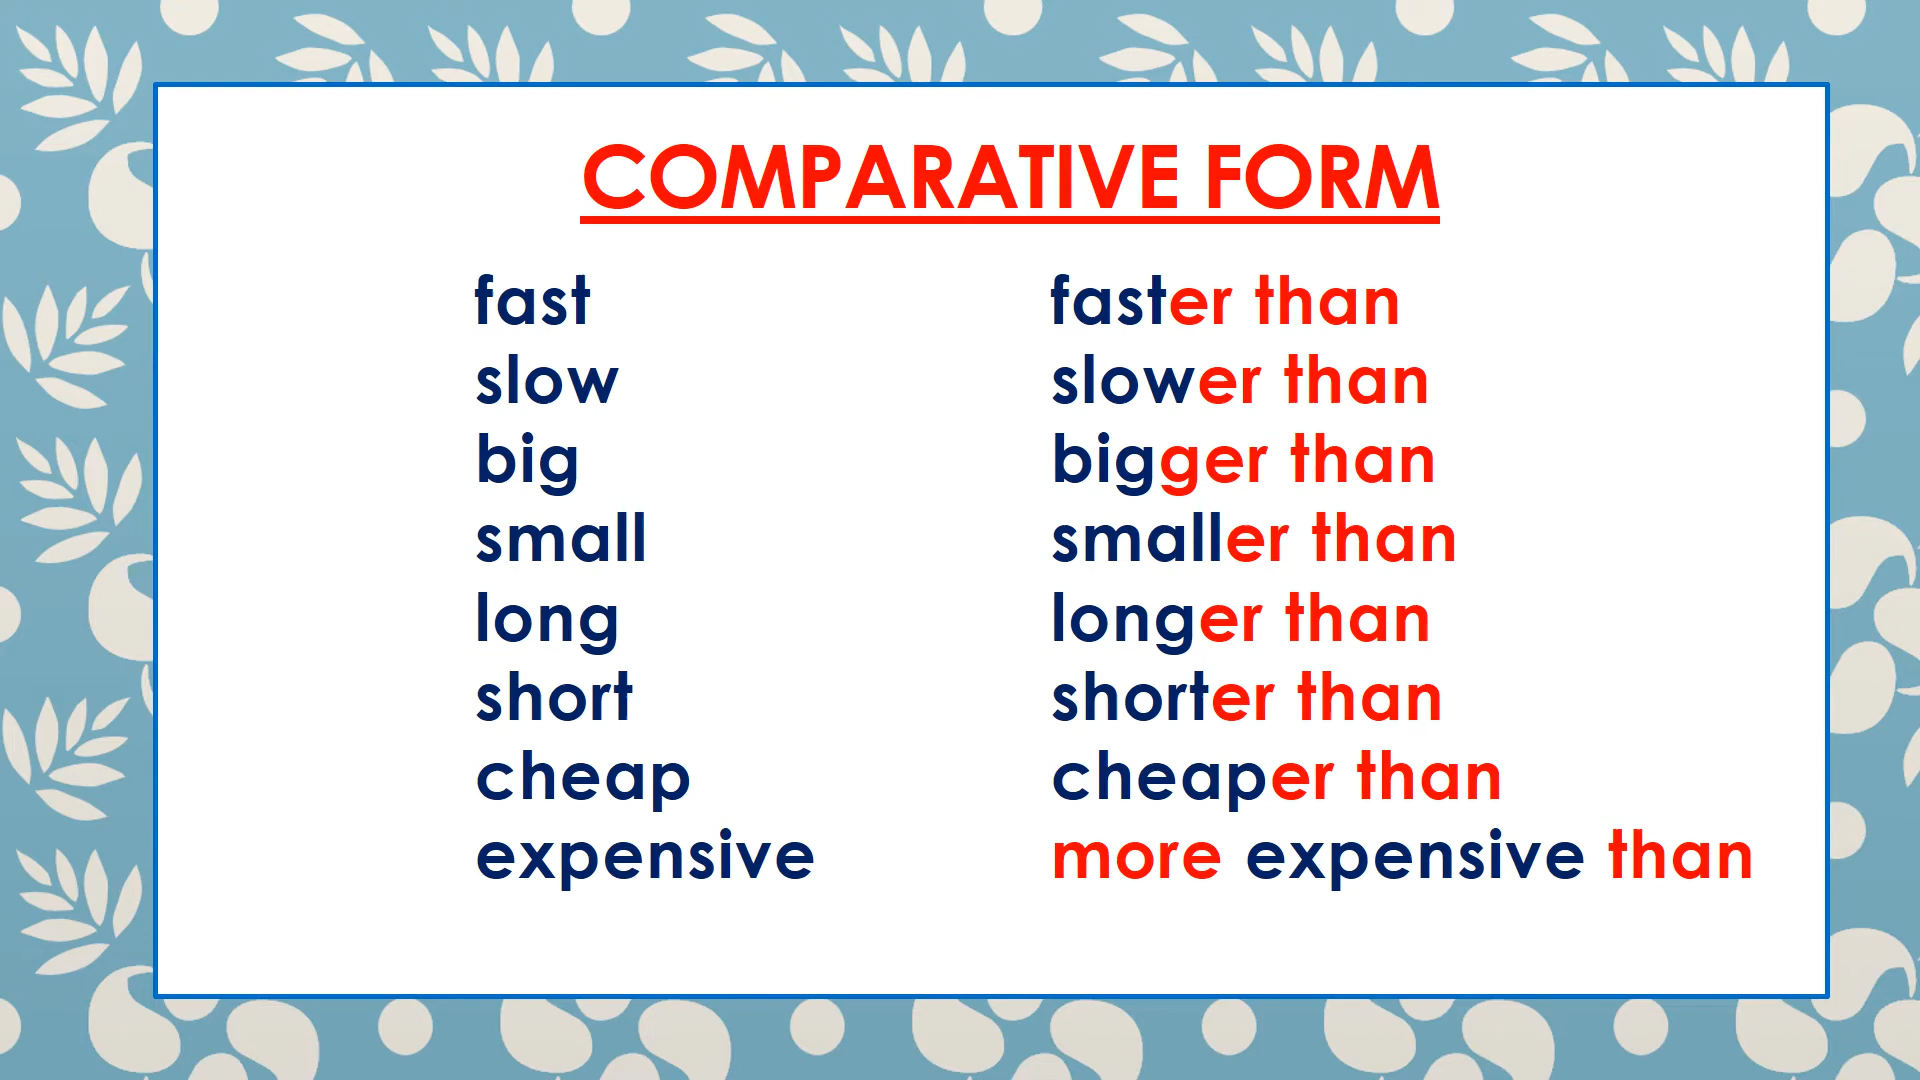 COMPARATIVE FORM
fast faster than
slow slower than
big bigger than
small smaller than
long longer than
short shorter than
cheap cheaper than
expensive more expensive than